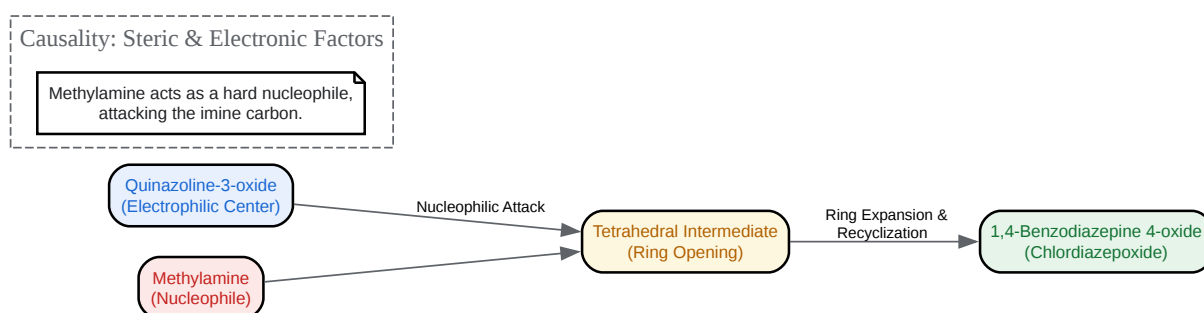 Causality: Steric & Electronic Factors
Methylamine acts as a hard nucleophile,
attacking the imine carbon.
Quinazoline-3-oxide
(Electrophilic Center)
Nucleophilic Attack
Methylamine
(Nucleophile)
Tetrahedral Intermediate
(Ring Opening)
Ring Expansion &
Recyclization
1,4-Benzodiazepine 4-oxide
(Chlordiazepoxide)